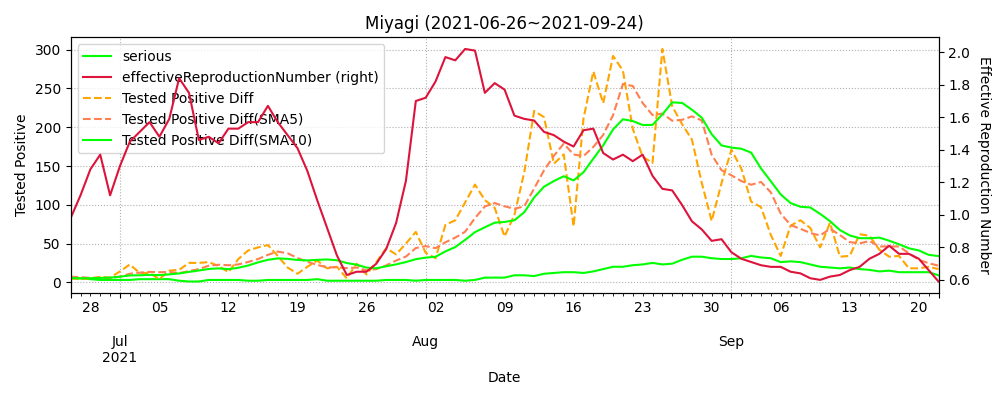 Miyagi (2021-06-26~2021-09-24)
serious
effectiveReproductionNumber (right)
Tested Positive Diff
Tested Positive Diff(SMA5)
Tested Positive Diff(SMA10)
Tested Positive
300
250
200
150
100
50
0
2.0
1.8
1.6
1.4
1.2
1.0
0.8
0.6
Effective Reproduction Number
28 05 12 19 26 02 09 16 23 30 06 13 20
Jul Aug Sep
2021
Date